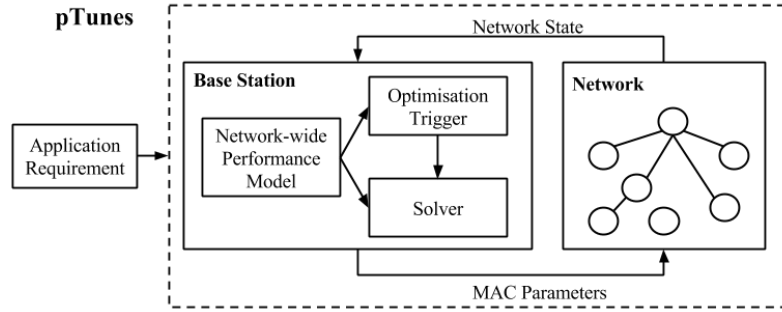 pTunes
Network State
Base Station
Network
Optimisation
Trigger
Application
Requirement
Network-wide
Performance
Model
Solver
MAC Parameters